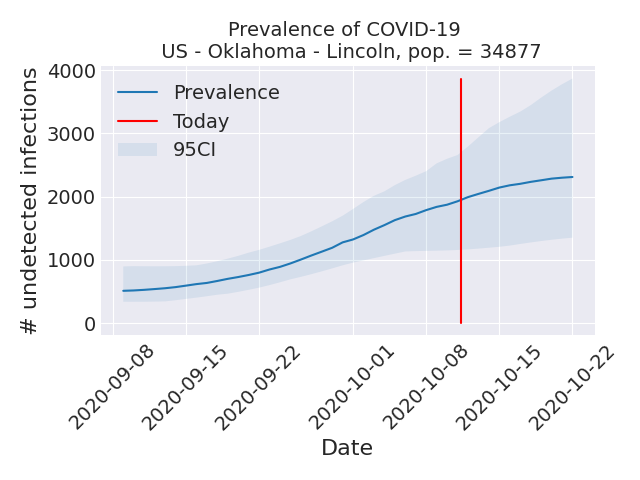 Prevalence of COVID-19
US - Oklahoma - Lincoln, pop. = 34877
4000
3000
2000
1000
0
# undetected infections
Prevalence
Today
95CI
2020-09-08
2020-09-15
2020-09-22
2020-10-01
2020-10-08
2020-10-15
2020-10-22
Date